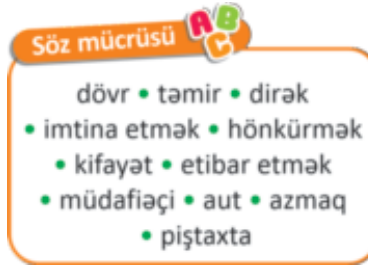 Söz mücrüsü ABC
dövr • təmir • dirək
• imtina etmək • hönkürmək
• kifayət • etibar etmək
• müdafiəçi • aut • azmaq
• piştaxta